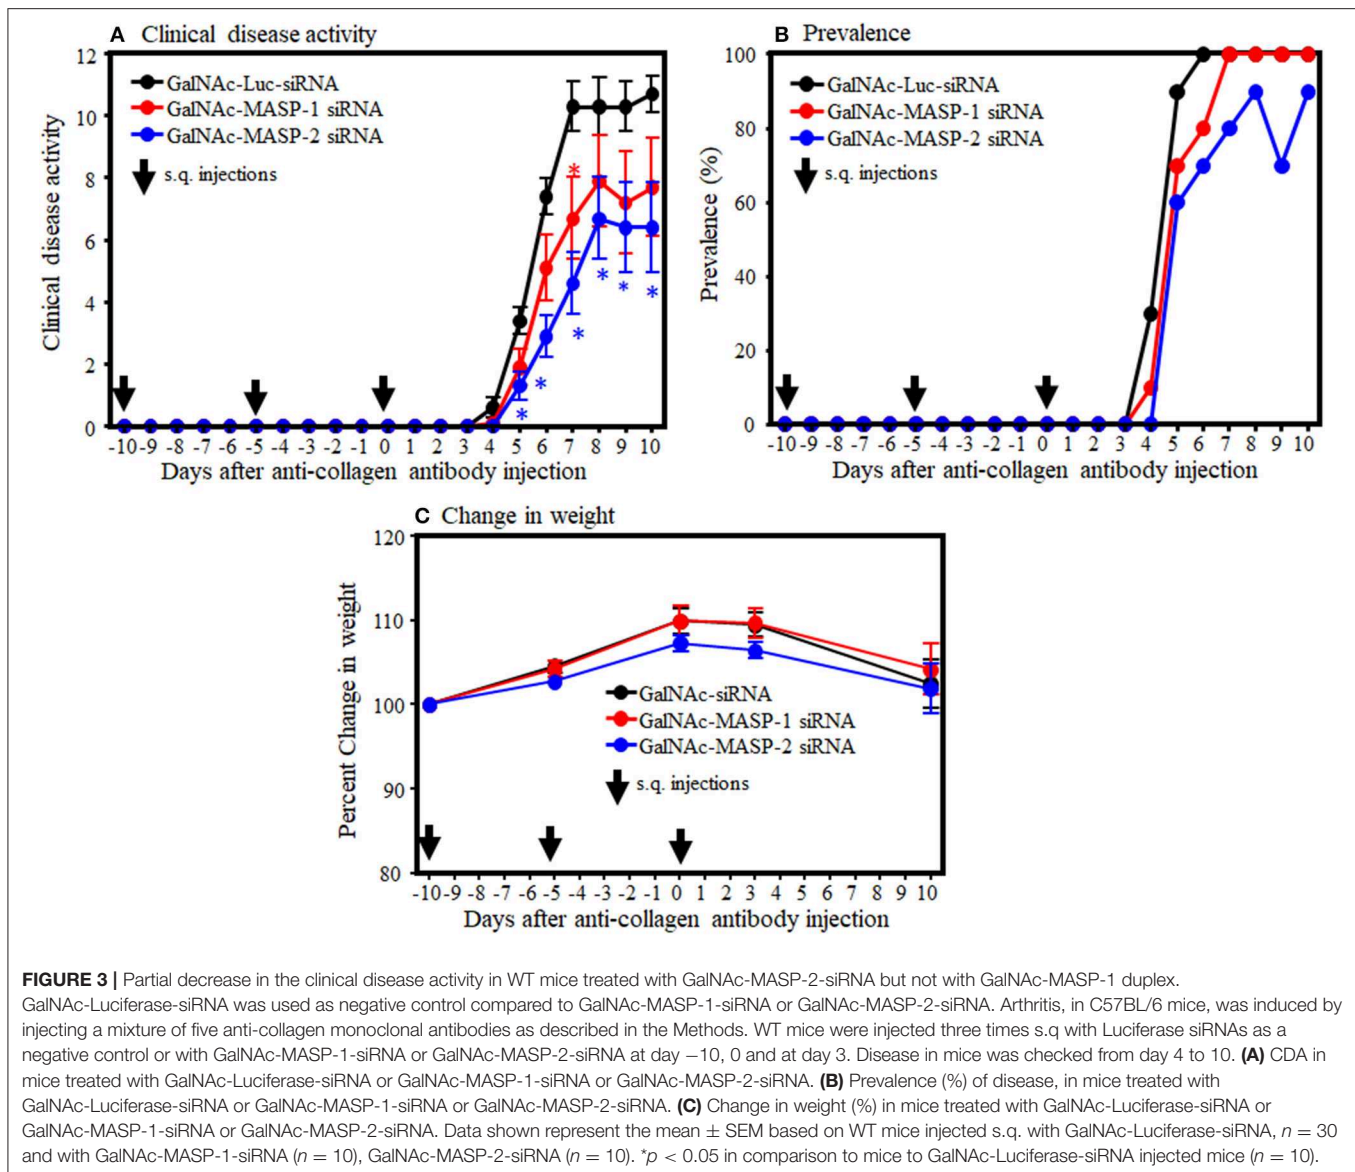 A Clinical disease activity
12
10
8
6
4
2
0
Clinical disease activity
GalNAc-Luc-siRNA
GalNAc-MASP-1 siRNA
GalNAc-MASP-2 siRNA
s.q. injections
*
* * * * * *
-10 -9 -8 -7 -6 -5 -4 -3 -2 -1 0 1 2 3 4 5 6 7 8 9 10
Days after anti-collagen antibody injection
B Prevalence
100
80
60
40
20
0
Prevalence (%)
GalNAc-Luc-siRNA
GalNAc-MASP-1 siRNA
GalNAc-MASP-2 siRNA
s.q. injections
-10 -9 -8 -7 -6 -5 -4 -3 -2 -1 0 1 2 3 4 5 6 7 8 9 10
Days after anti-collagen antibody injection
C Change in weight
120
110
100
90
80
Percent Change in weight
GalNAc-siRNA
GalNAc-MASP-1 siRNA
GalNAc-MASP-2 siRNA
s.q. injections
-10 -9 -8 -7 -6 -5 -4 -3 -2 -1 0 1 2 3 4 5 6 7 8 9 10
Days after anti-collagen antibody injection
FIGURE 3 | Partial decrease in the clinical disease activity in WT mice treated with GalNAc-MASP-2-siRNA but not with GalNAc-MASP-1 duplex.
GalNAc-Luciferase-siRNA was used as negative control compared to GalNAc-MASP-1-siRNA or GalNAc-MASP-2-siRNA. Arthritis, in C57BL/6 mice, was induced by
injecting a mixture of five anti-collagen monoclonal antibodies as described in the Methods. WT mice were injected three times s.q with Luciferase siRNAs as a
negative control or with GalNAc-MASP-1-siRNA or GalNAc-MASP-2-siRNA at day −10, 0 and at day 3. Disease in mice was checked from day 4 to 10. (A) CDA in
mice treated with GalNAc-Luciferase-siRNA or GalNAc-MASP-1-siRNA or GalNAc-MASP-2-siRNA. (B) Prevalence (%) of disease, in mice treated with
GalNAc-Luciferase-siRNA or GalNAc-MASP-1-siRNA or GalNAc-MASP-2-siRNA. (C) Change in weight (%) in mice treated with GalNAc-Luciferase-siRNA or
GalNAc-MASP-1-siRNA or GalNAc-MASP-2-siRNA. Data shown represent the mean ± SEM based on WT mice injected s.q. with GalNAc-Luciferase-siRNA, n = 30
and with GalNAc-MASP-1-siRNA (n = 10), GalNAc-MASP-2-siRNA (n = 10). *p < 0.05 in comparison to mice to GalNAc-Luciferase-siRNA injected mice (n = 10).